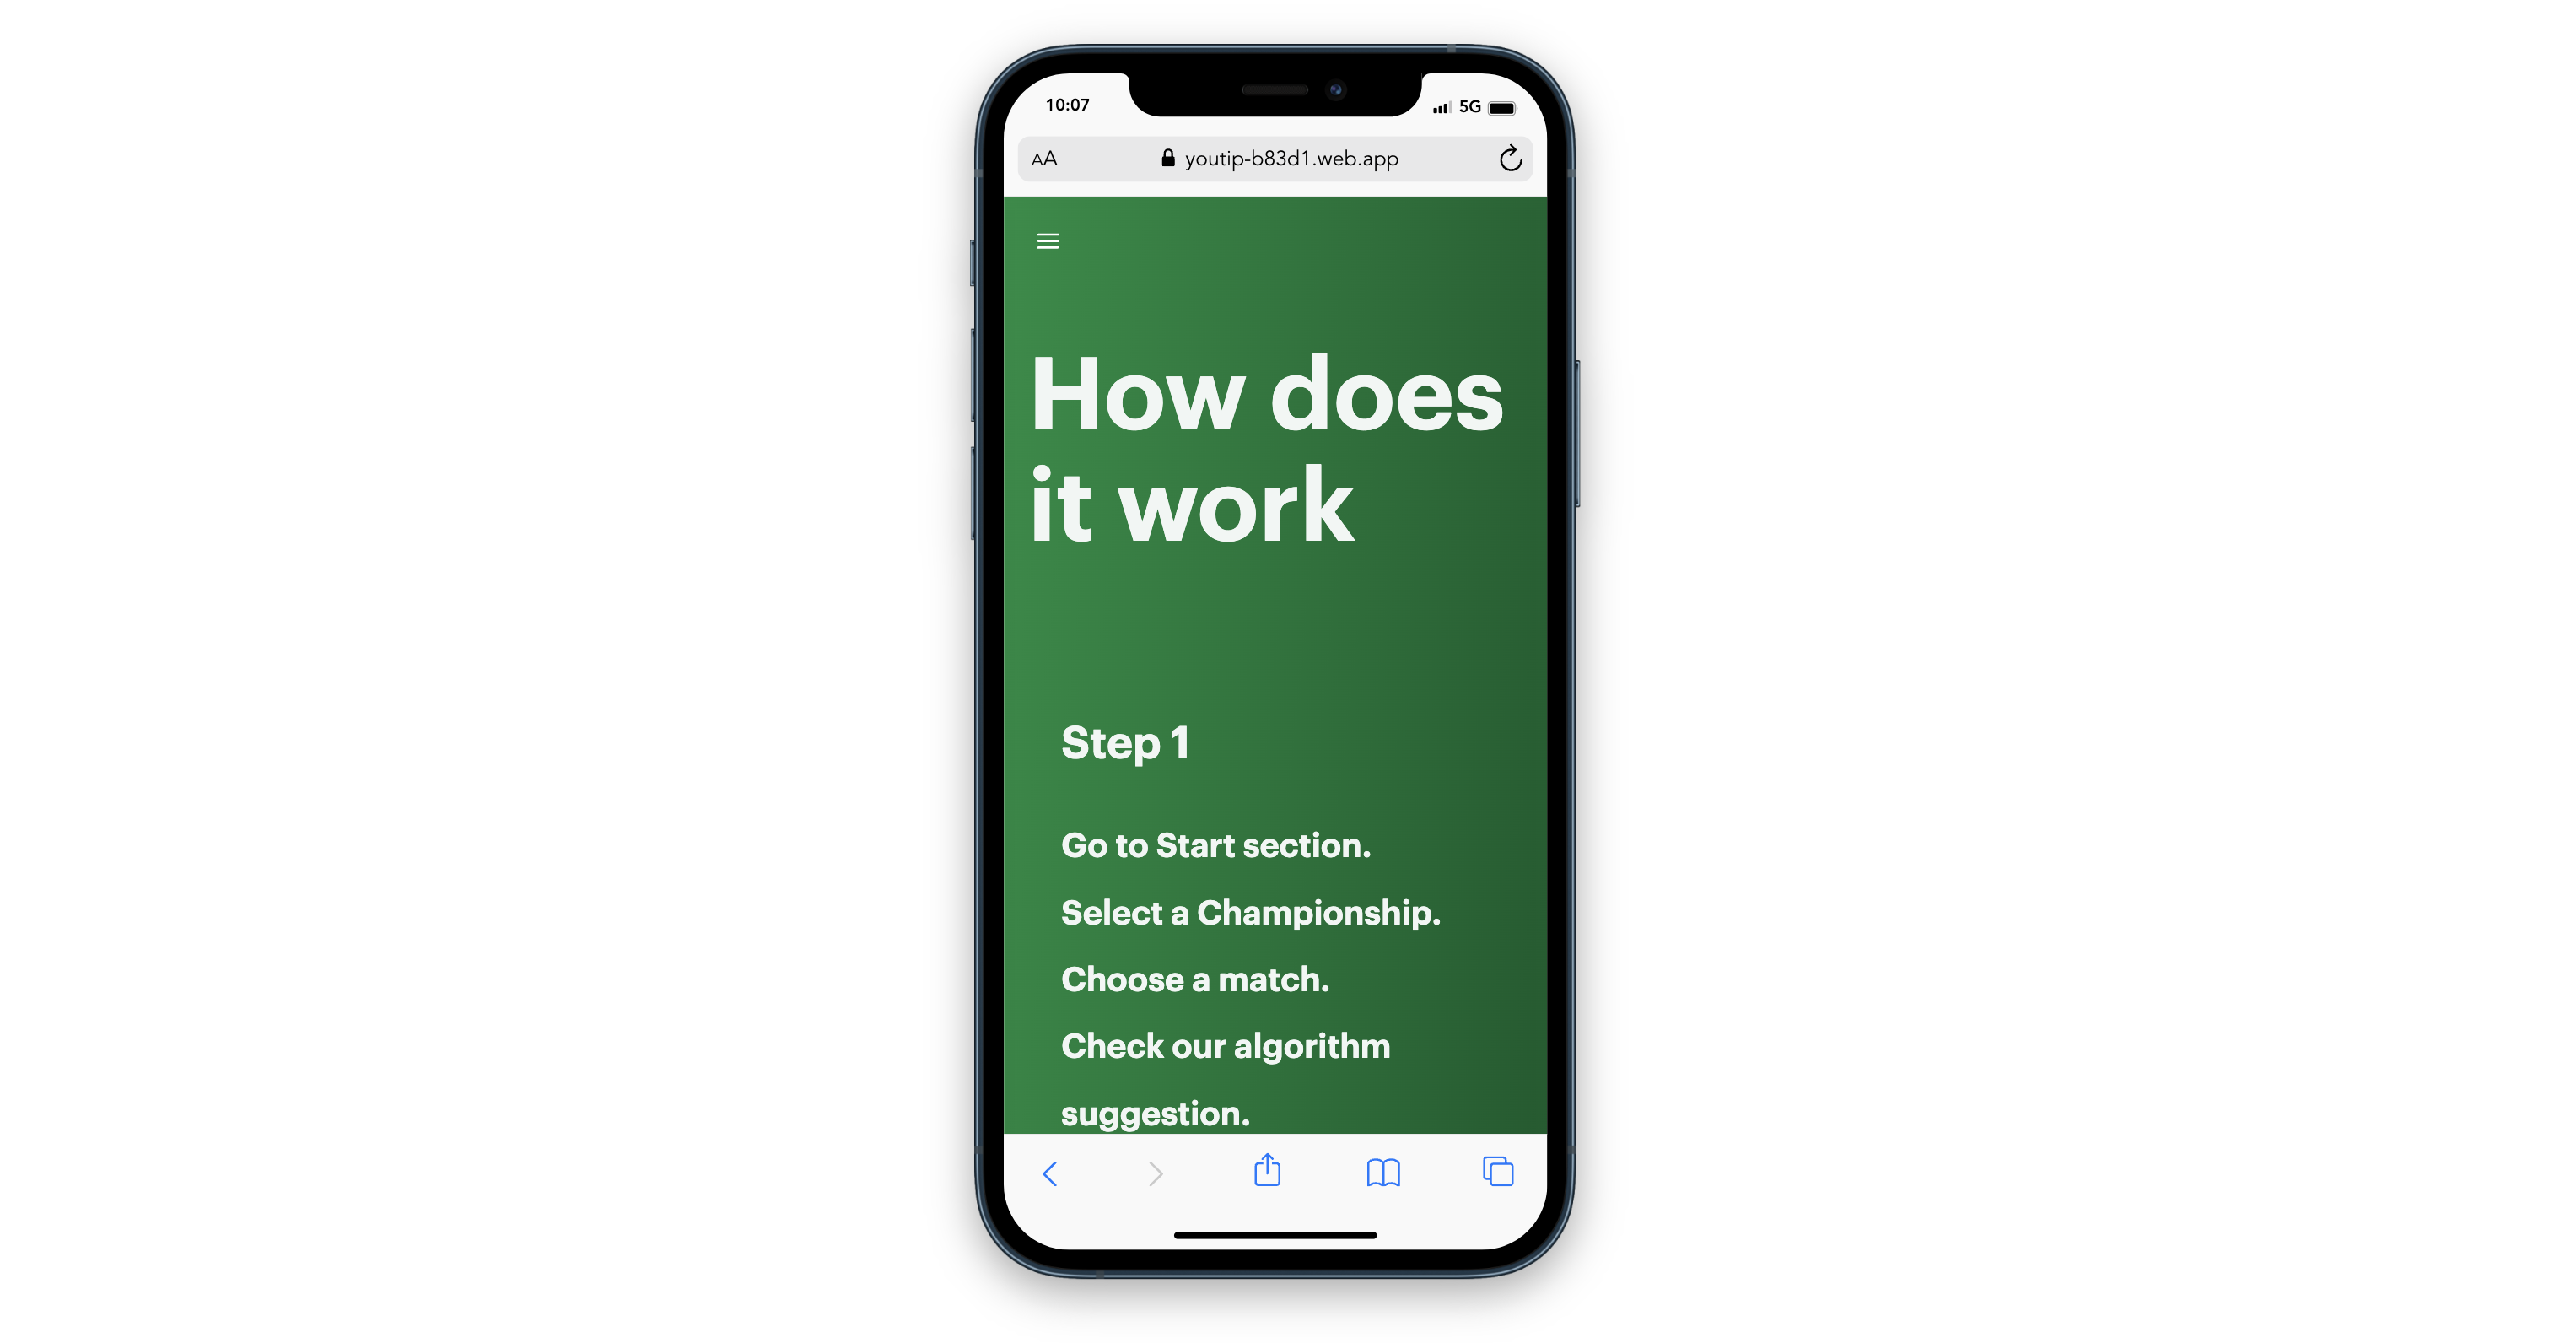 10:07
5G
AA
youtip-b83d1.web.app
How does
it work
Step 1
Go to Start section.
Select a Championship.
Choose a match.
Check our algorithm
suggestion.